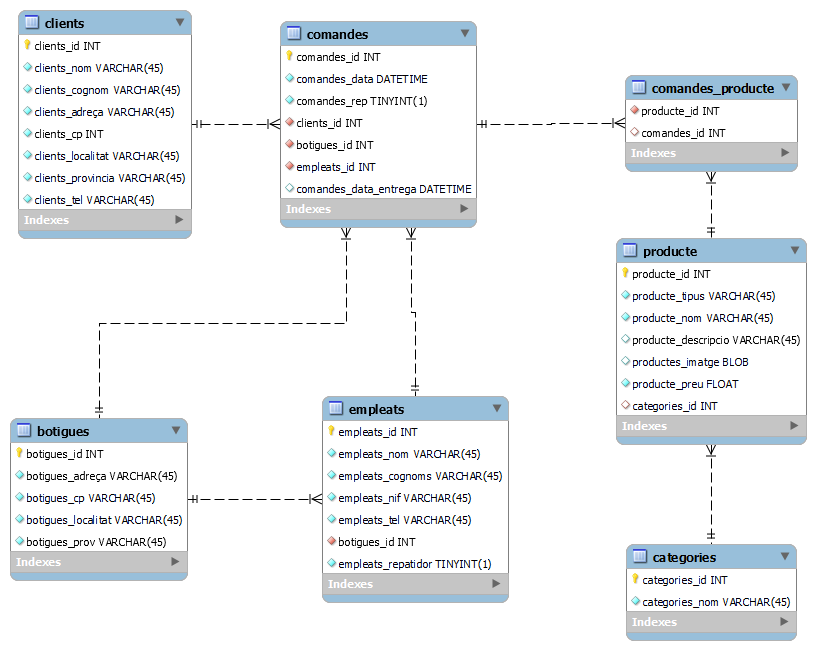 clients
clients_id INT
clients_nom VARCHAR(45)
clients_cognom VARCHAR(45)
clients_adreça VARCHAR(45)
clients_cp INT
clients_localitat VARCHAR(45)
clients_provincia VARCHAR(45)
clients_tel VARCHAR(45)
Indexes
comandes
comandes_id INT
comandes_data DATETIME
comandes_rep TINYINT(1)
clients_id INT
botigues_id INT
empleats_id INT
comandes_data_entrega DATETIME
Indexes
comandes_producte
producte_id INT
comandes_id INT
Indexes
producte
producte_id INT
producte_tipus VARCHAR(45)
producte_nom VARCHAR(45)
producte_descripcio VARCHAR(45)
productes_imatge BLOB
producte_preu FLOAT
categories_id INT
Indexes
botigues
botigues_id INT
botigues_adreça VARCHAR(45)
botigues_cp VARCHAR(45)
botigues_localitat VARCHAR(45)
botigues_prov VARCHAR(45)
Indexes
empleats
empleats_id INT
empleats_nom VARCHAR(45)
empleats_cognoms VARCHAR(45)
empleats_nif VARCHAR(45)
empleats_tel VARCHAR(45)
botigues_id INT
empleats_repatidor TINYINT(1)
Indexes
categories
categories_id INT
categories_nom VARCHAR(45)
Indexes